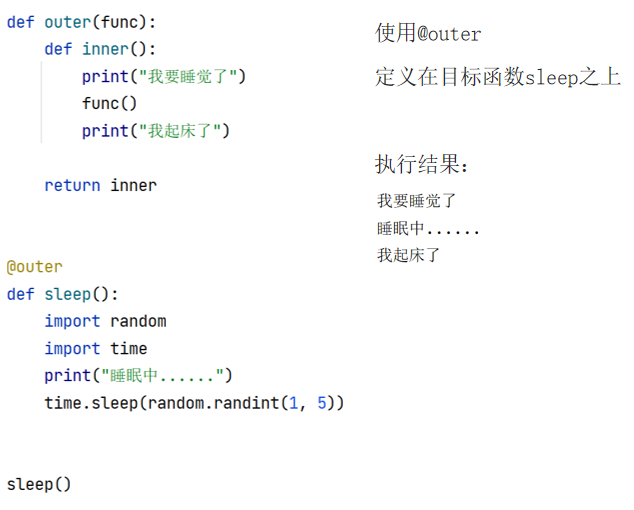 def outer(func):
    def inner():
        print("我要睡觉了")
        func()
        print("我起床了")

    return inner


@outer
def sleep():
    import random
    import time
    print("睡眠中......")
    time.sleep(random.randint(1, 5))


sleep()
使用@outer
定义在目标函数sleep之上
执行结果：
我要睡觉了
睡眠中......
我起床了